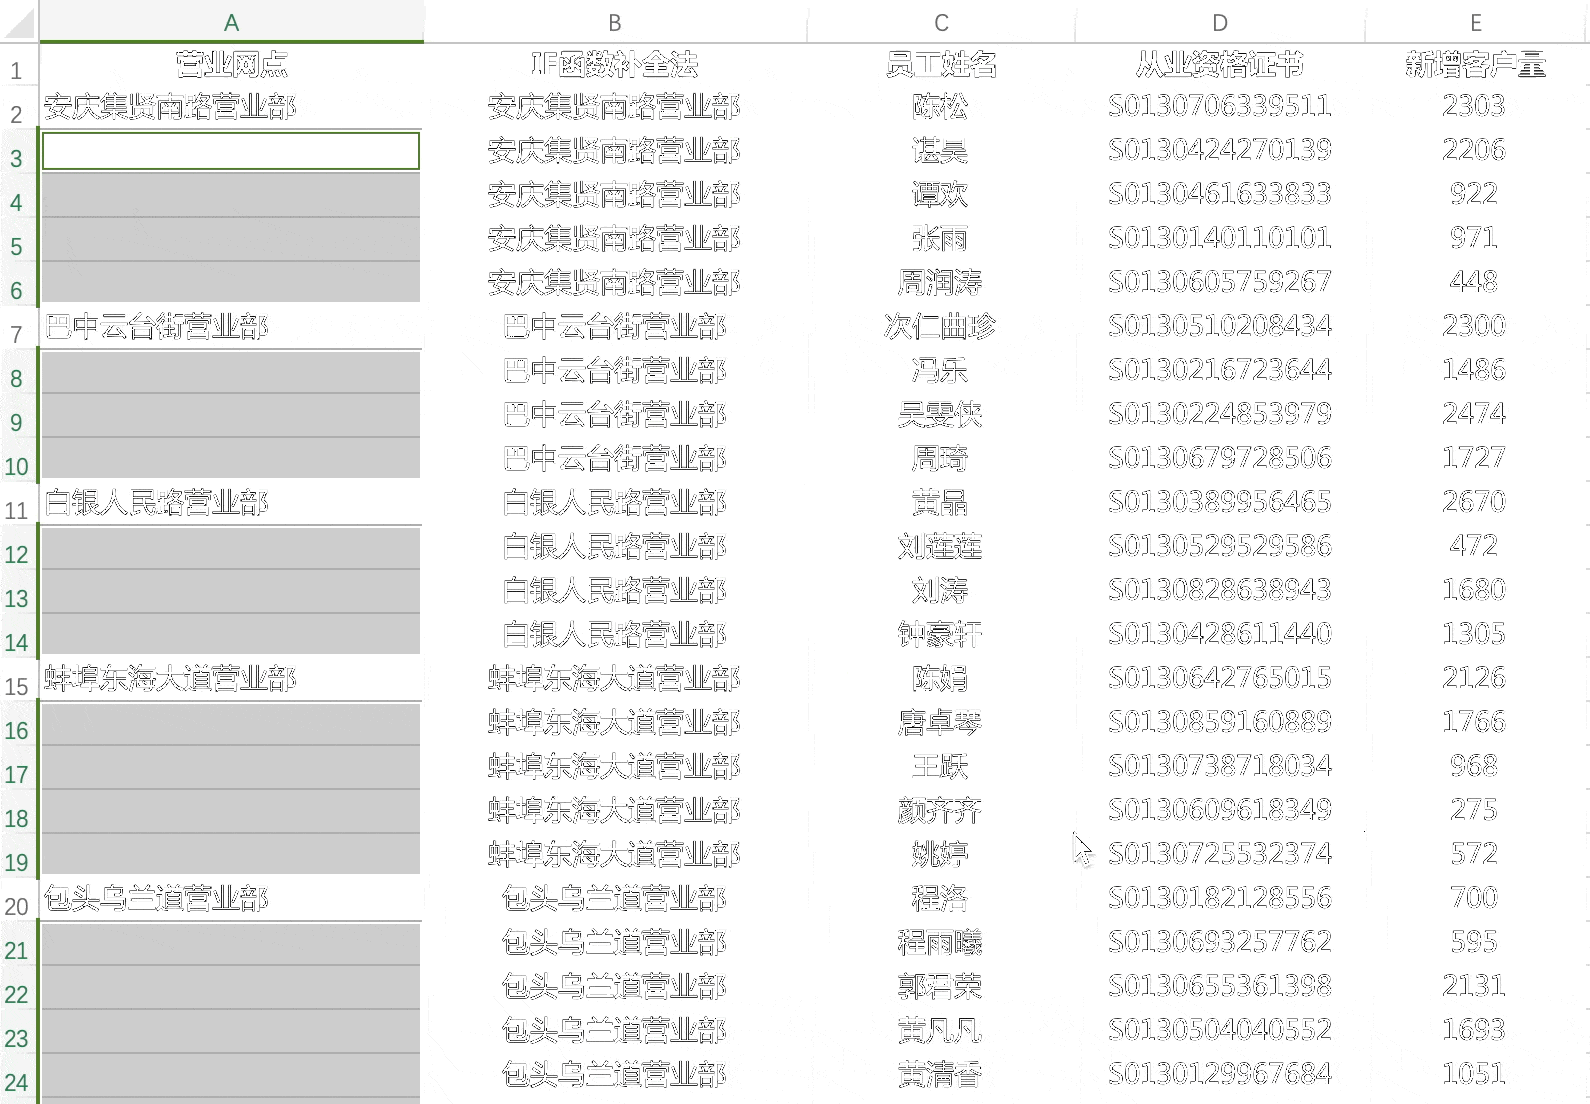 A B C D E
1 营业网点 IF函数补全法 员工姓名 从业资格证书 新增客户量
2 安庆集贤南路营业部 安庆集贤南路营业部 陈松 S0130706339511 2303
3 安庆集贤南路营业部 谌昊 S0130424270139 2206
4 安庆集贤南路营业部 谭欢 S0130461633833 922
5 安庆集贤南路营业部 张雨 S0130140110101 971
6 安庆集贤南路营业部 周润涛 S0130605759267 448
7 巴中云台街营业部 巴中云台街营业部 次仁曲珍 S0130510208434 2300
8 巴中云台街营业部 冯乐 S0130216723644 1486
9 巴中云台街营业部 吴雯侠 S0130224853979 2474
10 巴中云台街营业部 周琦 S0130679728506 1727
11 白银人民路营业部 白银人民路营业部 黄晶 S0130389956465 2670
12 白银人民路营业部 刘莲莲 S0130529529586 472
13 白银人民路营业部 刘涛 S0130828638943 1680
14 白银人民路营业部 钟豪轩 S0130428611440 1305
15 蚌埠东海大道营业部 蚌埠东海大道营业部 陈娟 S0130642765015 2126
16 蚌埠东海大道营业部 唐卓琴 S0130859160889 1766
17 蚌埠东海大道营业部 王跃 S0130738718034 968
18 蚌埠东海大道营业部 颜齐齐 S0130609618349 275
19 蚌埠东海大道营业部 姚婷 S0130725532374 572
20 包头乌兰道营业部 包头乌兰道营业部 程洛 S0130182128556 700
21 包头乌兰道营业部 程雨曦 S0130693257762 595
22 包头乌兰道营业部 郭君荣 S0130655361398 2131
23 包头乌兰道营业部 黄凡凡 S0130504040552 1693
24 包头乌兰道营业部 黄清香 S0130129967684 1051